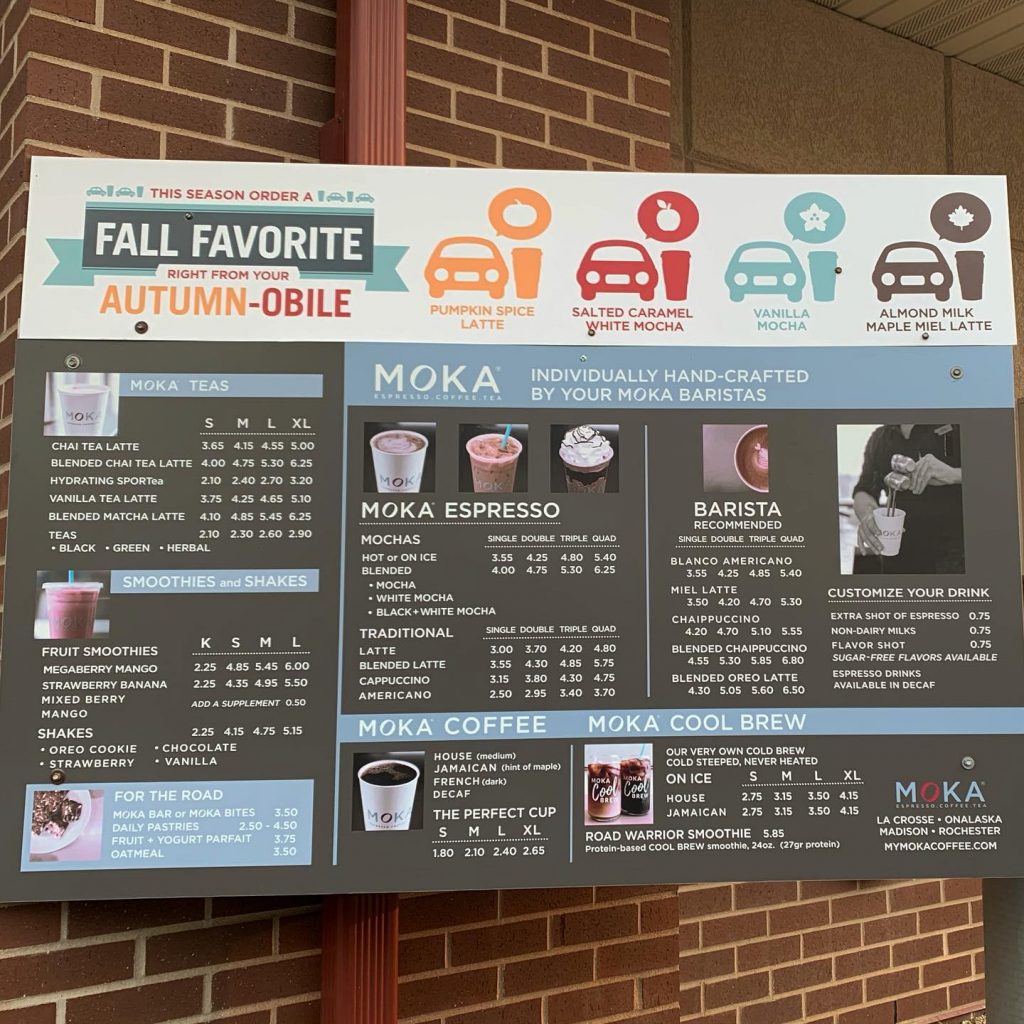 THIS SEASON ORDER A
FALL FAVORITE
RIGHT FROM YOUR
AUTUMN-OBILE
PUMPKIN SPICE
LATTE
SALTED CARAMEL
WHITE MOCHA
VANILLA
MOCHA
ALMOND MILK
MAPLE MIEL LATTE
MOKA® TEAS
S M L XL
CHAI TEA LATTE 3.65 4.15 4.55 5.00
BLENDED CHAI TEA LATTE 4.00 4.75 5.30 6.25
HYDRATING SPORTea 2.10 2.40 2.70 3.20
VANILLA TEA LATTE 3.75 4.25 4.65 5.10
BLENDED MATCHA LATTE 4.10 4.85 5.45 6.25
TEAS 2.10 2.30 2.60 2.90
• BLACK • GREEN • HERBAL
SMOOTHIES and SHAKES
K S M L
FRUIT SMOOTHIES
MEGABERRY MANGO 2.25 4.85 5.45 6.00
STRAWBERRY BANANA 2.25 4.35 4.95 5.50
MIXED BERRY
MANGO
ADD A SUPPLEMENT 0.50
SHAKES 2.25 4.15 4.75 5.15
• OREO COOKIE • CHOCOLATE
• STRAWBERRY • VANILLA
FOR THE ROAD
MOKA BAR or MOKA BITES 3.50
DAILY PASTRIES 2.50 - 4.50
FRUIT + YOGURT PARFAIT 3.75
OATMEAL 3.50
MOKA®
ESPRESSO.COFFEE.TEA
INDIVIDUALLY HAND-CRAFTED
BY YOUR MOKA BARISTAS
MOKA® ESPRESSO
MOCHAS SINGLE DOUBLE TRIPLE QUAD
HOT or ON ICE 3.55 4.25 4.80 5.40
BLENDED 4.00 4.75 5.30 6.25
• MOCHA
• WHITE MOCHA
• BLACK+WHITE MOCHA
TRADITIONAL SINGLE DOUBLE TRIPLE QUAD
LATTE 3.00 3.70 4.20 4.80
BLENDED LATTE 3.55 4.30 4.85 5.75
CAPPUCCINO 3.15 3.80 4.30 4.75
AMERICANO 2.50 2.95 3.40 3.70
BARISTA
RECOMMENDED
SINGLE DOUBLE TRIPLE QUAD
BLANCO AMERICANO
3.55 4.25 4.85 5.40
MIEL LATTE
3.50 4.20 4.70 5.30
CHAIPPUCCINO
4.20 4.70 5.10 5.55
BLENDED CHAIPPUCCINO
4.55 5.30 5.85 6.80
BLENDED OREO LATTE
4.30 5.05 5.60 6.50
CUSTOMIZE YOUR DRINK
EXTRA SHOT OF ESPRESSO 0.75
NON-DAIRY MILKS 0.75
FLAVOR SHOT 0.75
SUGAR-FREE FLAVORS AVAILABLE
ESPRESSO DRINKS
AVAILABLE IN DECAF
MOKA® COFFEE
HOUSE (medium)
JAMAICAN (hint of maple)
FRENCH (dark)
DECAF
THE PERFECT CUP
S M L XL
1.80 2.10 2.40 2.65
MOKA® COOL BREW
MOKA
Cool
BREW
MOKA
Cool
BREW
OUR VERY OWN COLD BREW
COLD STEEPED, NEVER HEATED
ON ICE S M L XL
HOUSE 2.75 3.15 3.50 4.15
JAMAICAN 2.75 3.15 3.50 4.15
ROAD WARRIOR SMOOTHIE 5.85
Protein-based COOL BREW smoothie, 24oz. (27gr protein)
MOKA®
ESPRESSO.COFFEE.TEA
LA CROSSE • ONALASKA
MADISON • ROCHESTER
MYMOKACOFFEE.COM